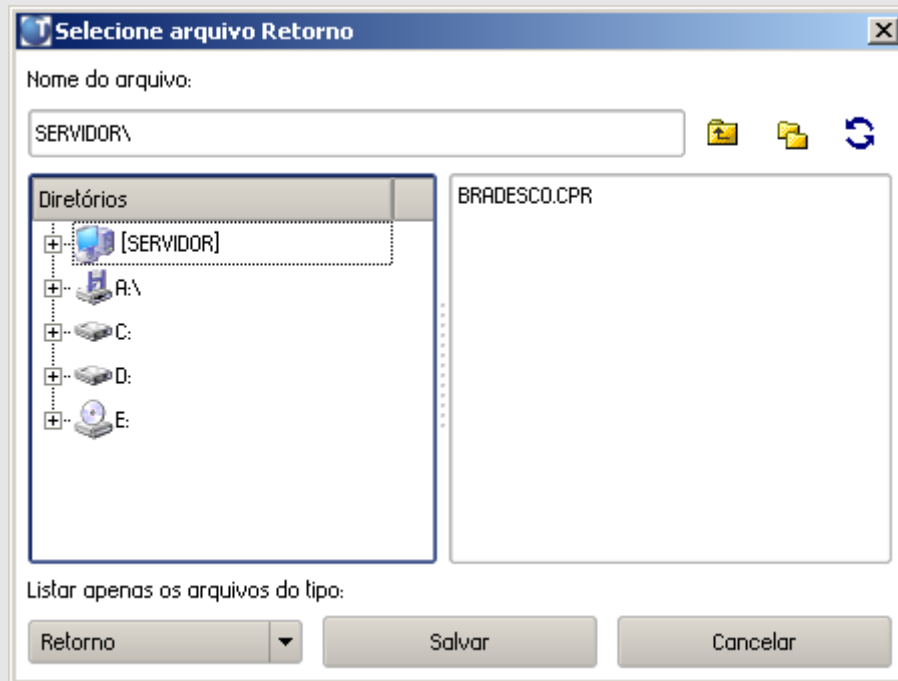 Selecione arquivo Retorno
Nome do arquivo:
SERVIDOR\
Diretórios
[SERVIDOR]
A:\
C:
D:
E:
BRADESCO.CPR
Listar apenas os arquivos do tipo:
Retorno
Salvar
Cancelar